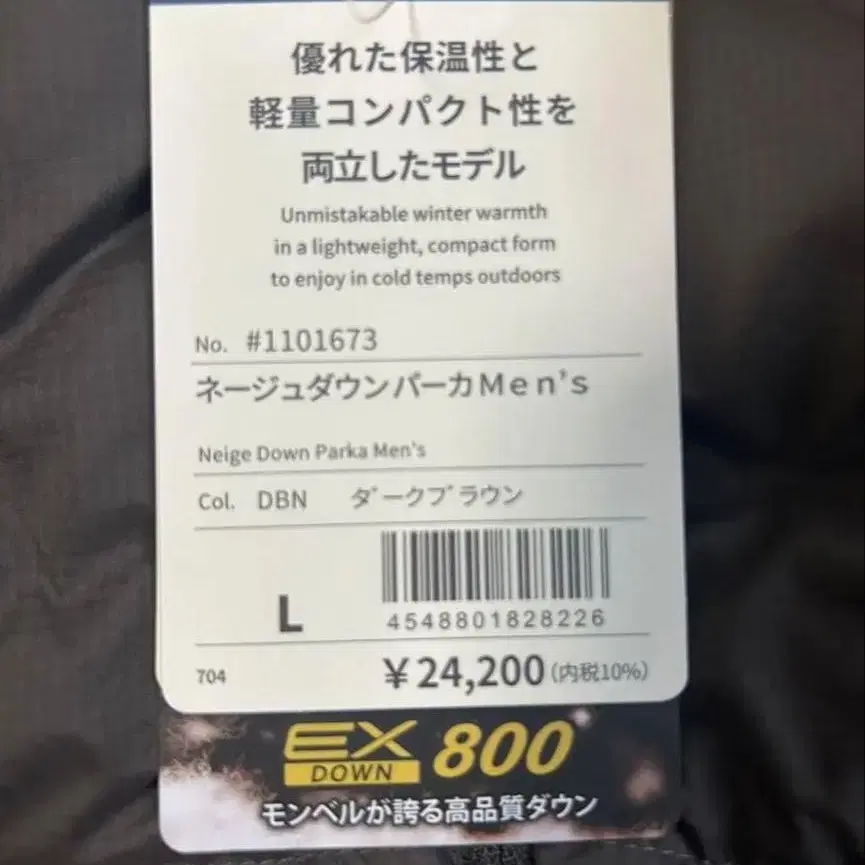 優れた保温性と
軽量コンパクト性を
両立したモデル
Unmistakable winter warmth
in a lightweight, compact form
to enjoy in cold temps outdoors
No. #1101673
ネージュダウンパーカMen's
Neige Down Parka Men's
Col. DBN ダークブラウン
L
4548801828226
704
¥24,200(内税10%)
EX 800
DOWN
モンベルが誇る高品質ダウン